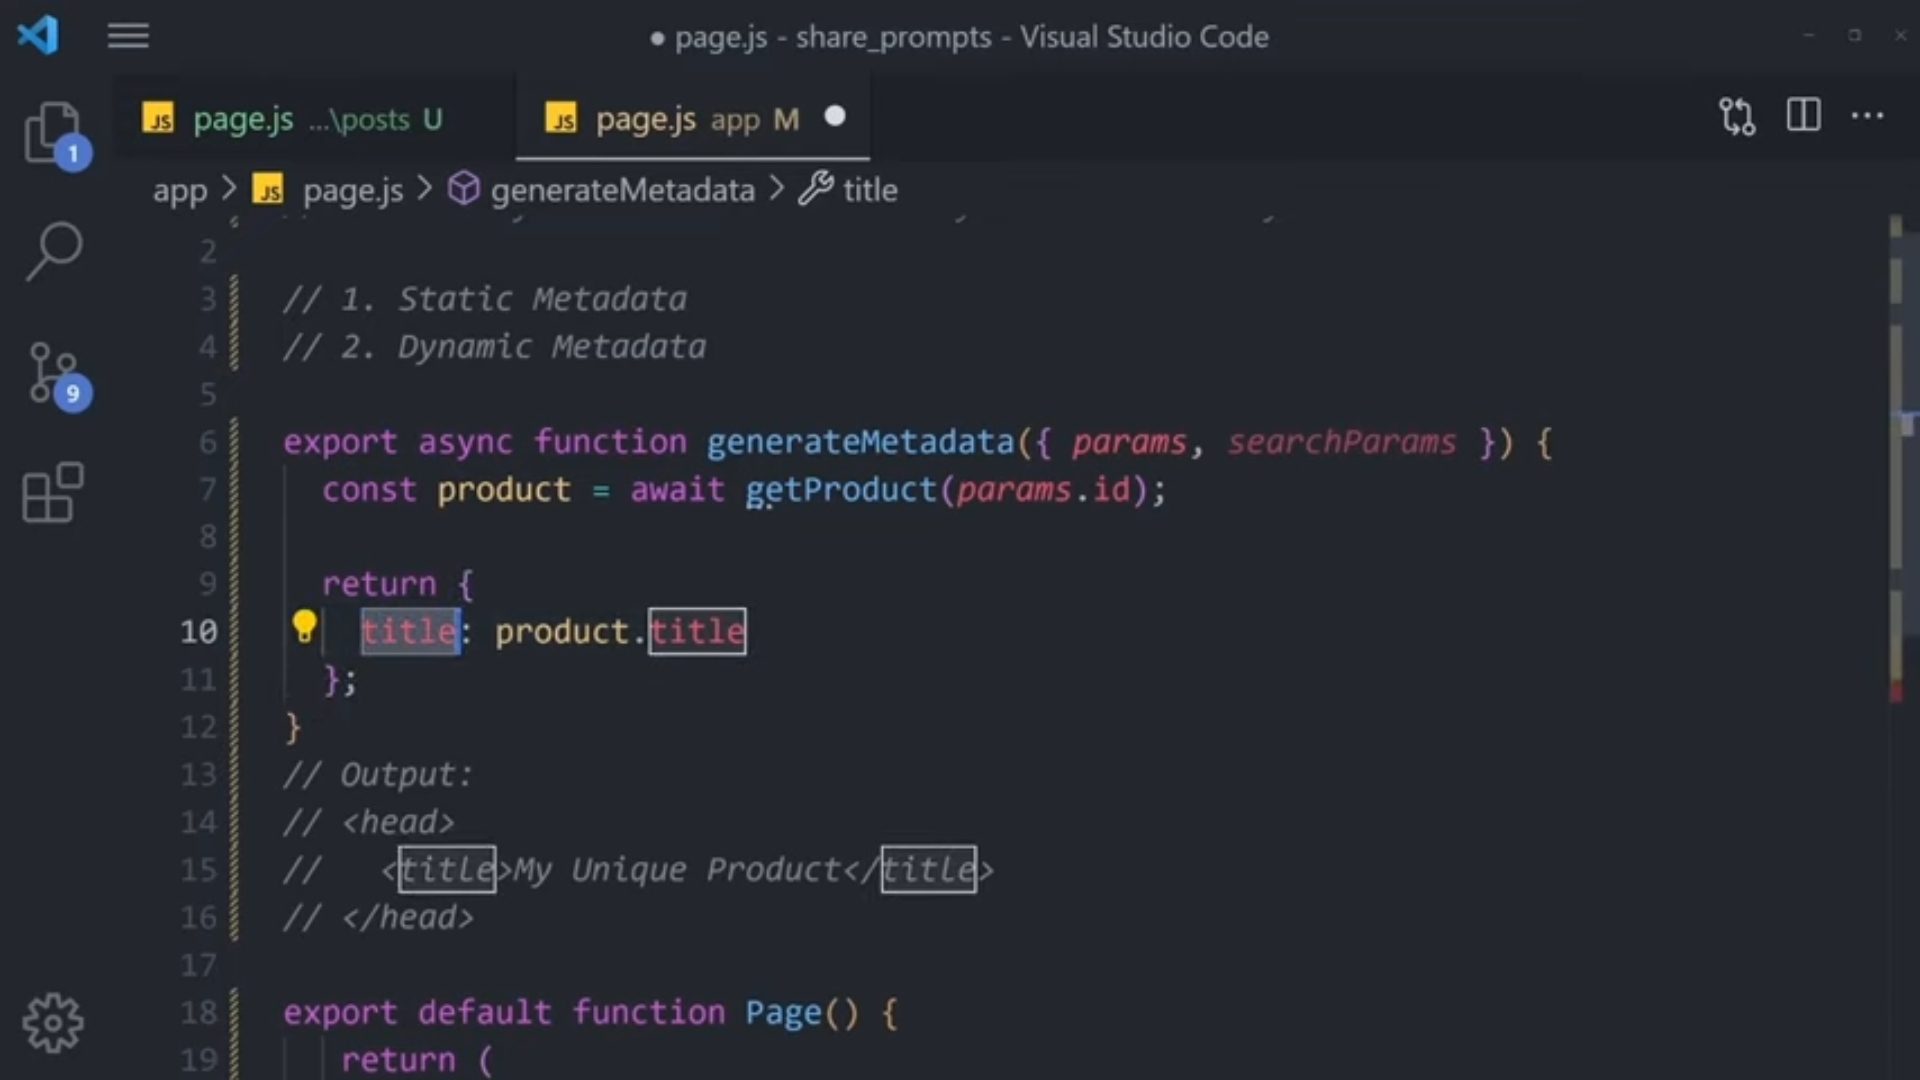 ● page.js - share_prompts - Visual Studio Code
JS page.js ...\posts U
JS page.js app M ●
1
app > JS page.js > generateMetadata > title
2
3 // 1. Static Metadata
4 // 2. Dynamic Metadata
5
9
6 export async function generateMetadata({ params, searchParams }) {
7 const product = await getProduct(params.id);
8
9 return {
10 title: product.title
11 };
12 }
13 // Output:
14 // <head>
15 // <title>My Unique Product</title>
16 // </head>
17
18 export default function Page() {
19 return (